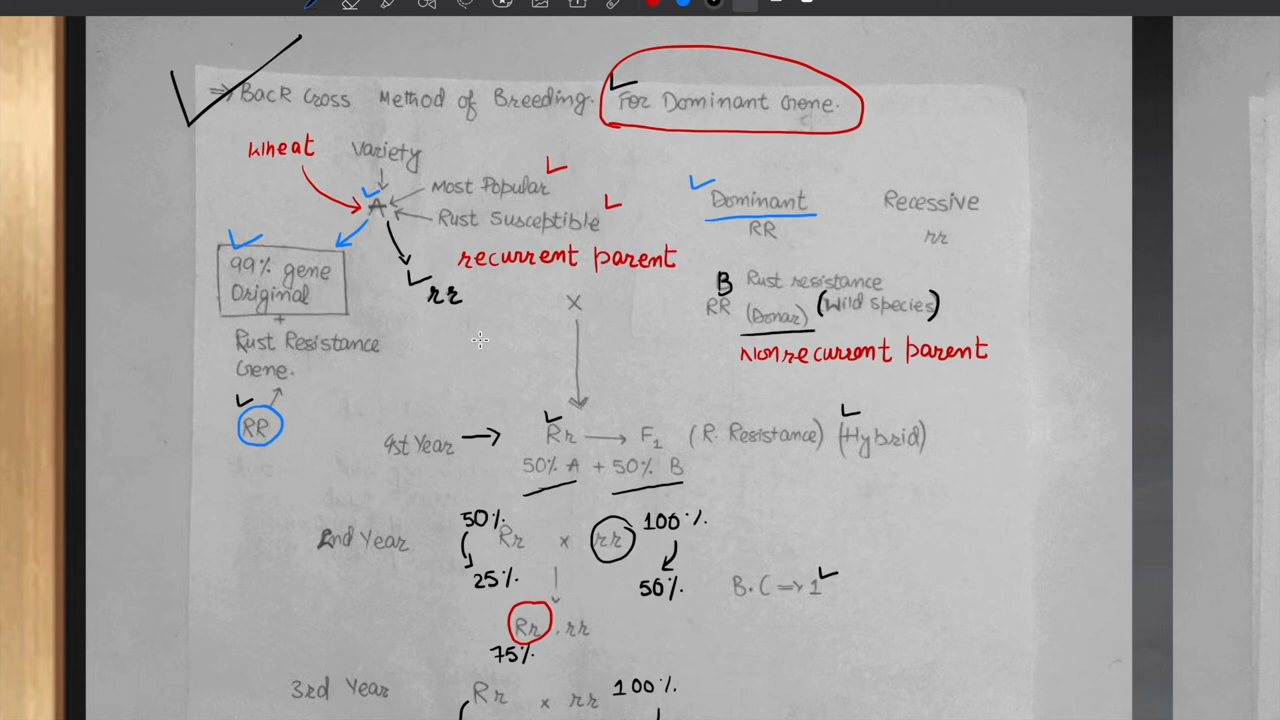 ⇒ Back Cross Method of Breeding. For Dominant Gene.
Wheat Variety
A
Most Popular
Rust Susceptible
recurrent parent
rr
99% gene
Original
+
Rust Resistance
Gene.
RR
Dominant Recessive
RR rr
B Rust resistance
RR (Donar) (Wild species)
Nonrecurrent parent
X
1st Year → Rr → F1 (R. Resistance) (Hybrid)
50% A + 50% B
50% 100%
2nd Year Rr x rr
25% 50% B.C ⇒ 1
Rr . rr
75%
3rd Year Rr x rr 100%